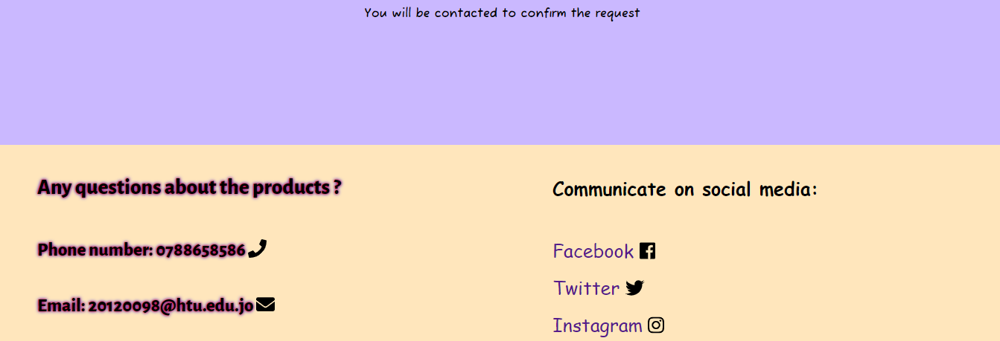 You will be contacted to confirm the request
Any questions about the products ?
Phone number: 0788658586
Email: 20120098@htu.edu.jo
Communicate on social media:
Facebook
Twitter
Instagram